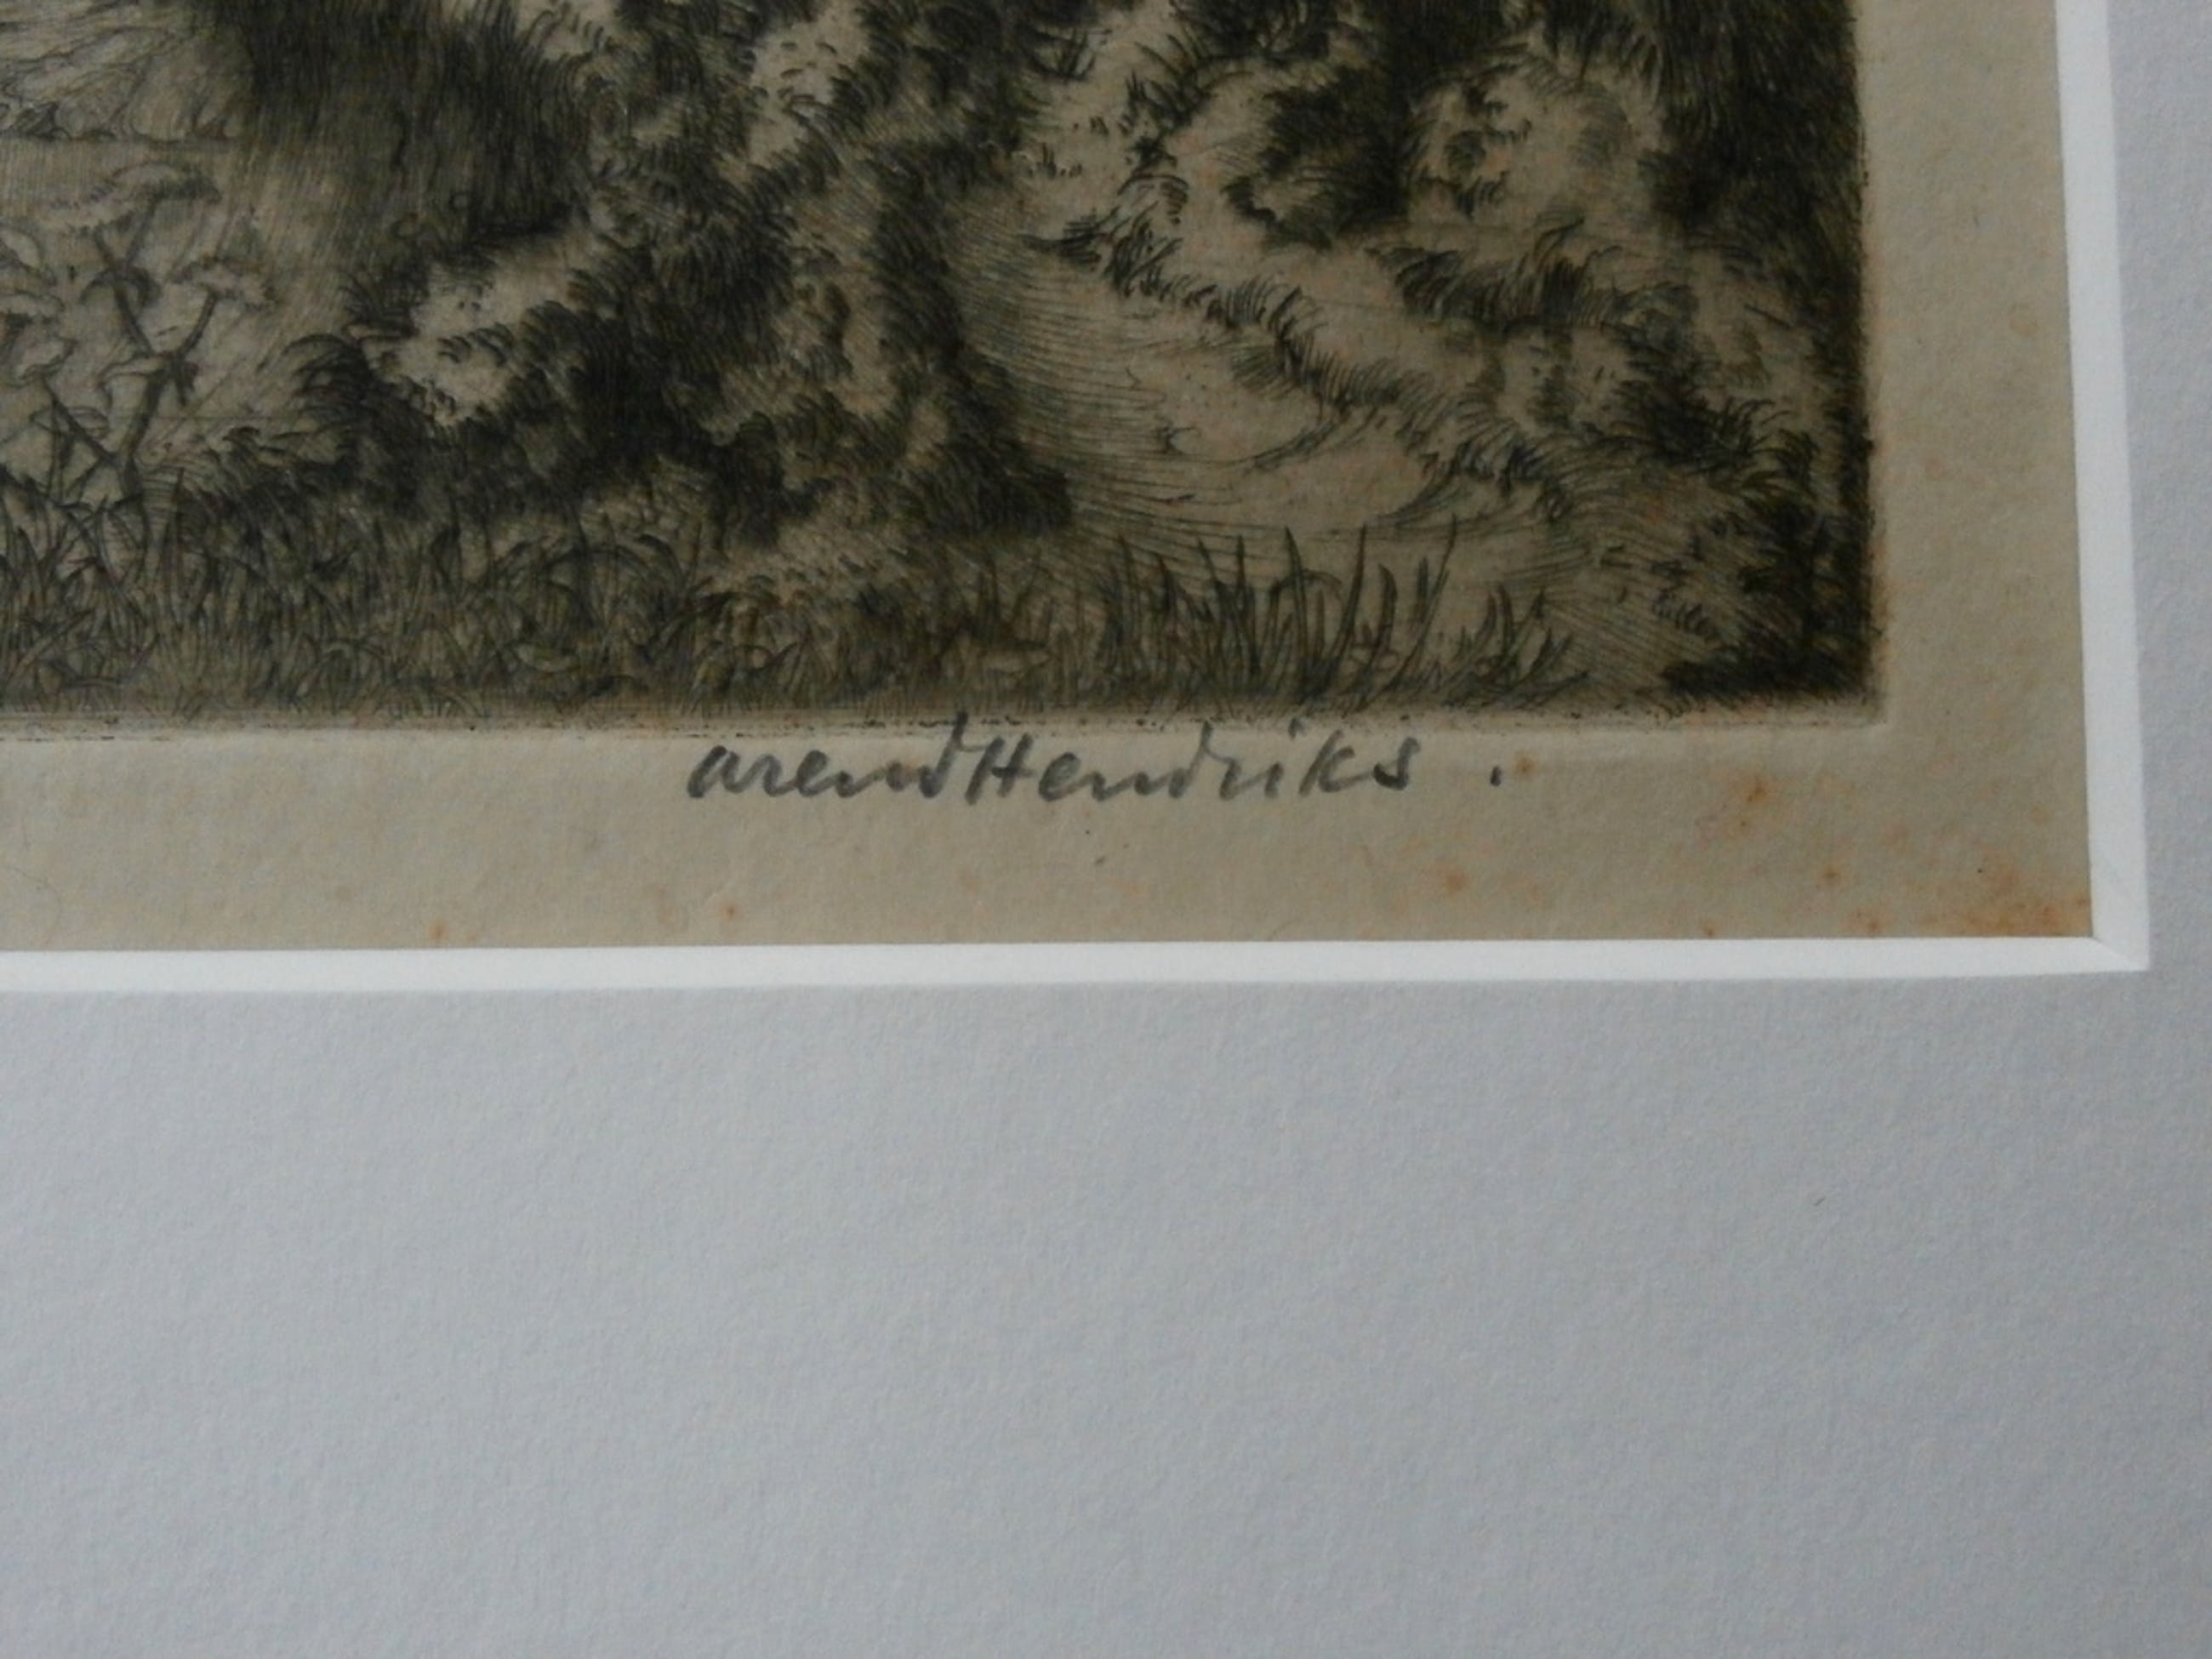 arend Hendriks .